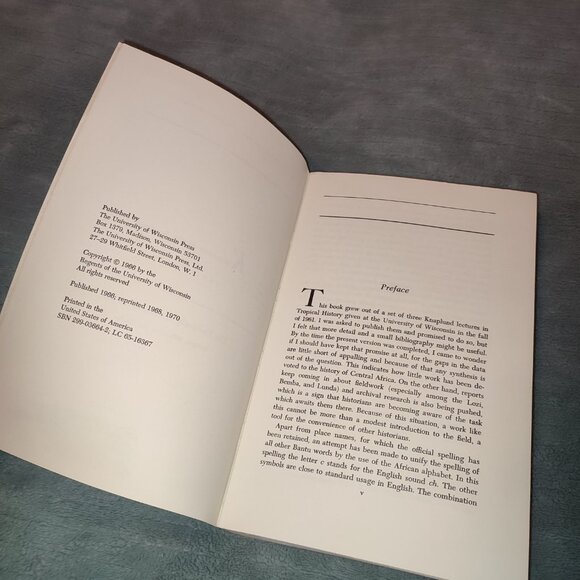 Published by
The University of Wisconsin Press
Box 1379, Madison, Wisconsin 53701
The University of Wisconsin Press, Ltd.
27–29 Whitfield Street, London, W. 1
Copyright © 1966 by the
Regents of the University of Wisconsin
All rights reserved
Published 1966, reprinted 1968, 1970
Printed in the
United States of America
SBN 299-03664-2, LC 65-16367
Preface
This book grew out of a set of three Knaplund lectures in
Tropical History given at the University of Wisconsin in the fall
of 1961. I was asked to publish them and promised to do so, but
I felt that more detail and a small bibliography might be useful.
By the time the present version was completed, I came to wonder
if I should have kept that promise at all, for the gaps in the data
are little short of appalling and because of that any synthesis is
out of the question. This indicates how little work has been de-
voted to the history of Central Africa. On the other hand, reports
keep coming in about fieldwork (especially among the Lozi,
Bemba, and Lunda) and archival research is also being pushed,
which is a sign that historians are becoming aware of the task
which awaits them there. Because of this situation, a work like
this cannot be more than a modest introduction to the field, a
tool for the convenience of other historians.
Apart from place names, for which the official spelling has
been retained, an attempt has been made to unify the spelling of
all other Bantu words by the use of the African alphabet. In this
spelling the letter c stands for the English sound ch. The other
symbols are close to standard usage in English. The combination
v